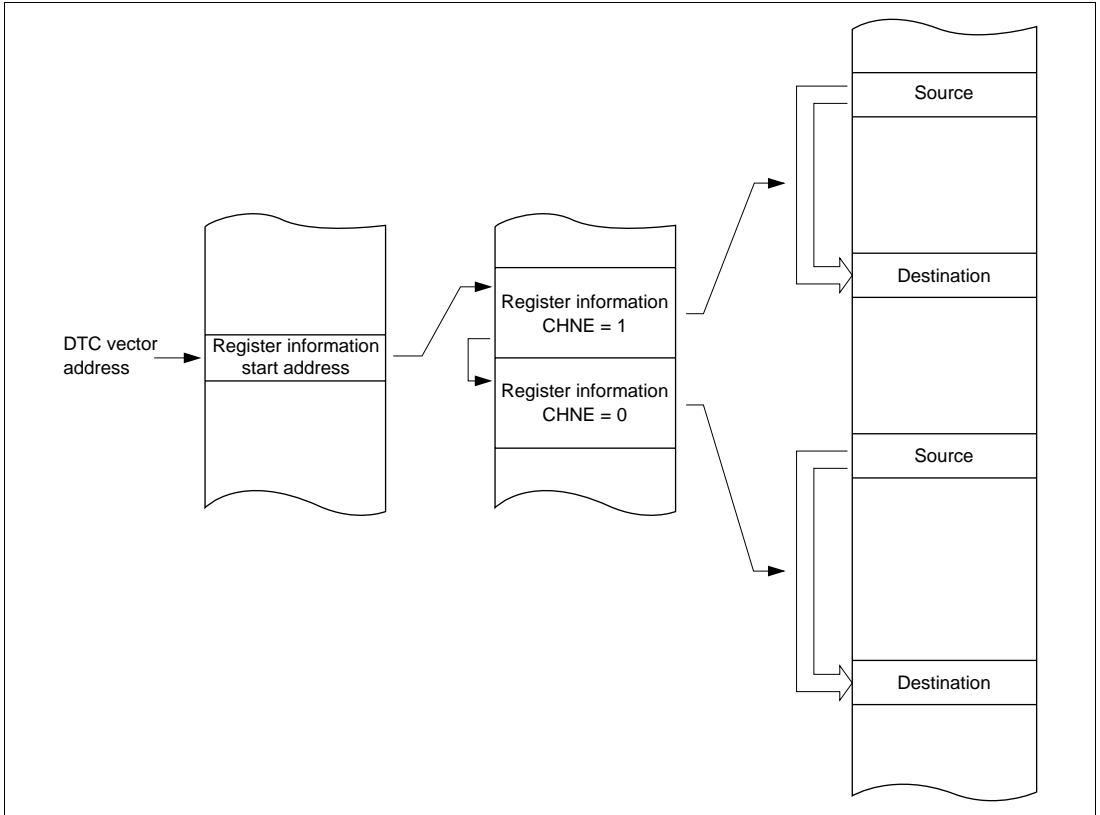 DTC vector
address
Register information
start address
Register information
CHNE = 1
Register information
CHNE = 0
Source
Destination
Source
Destination